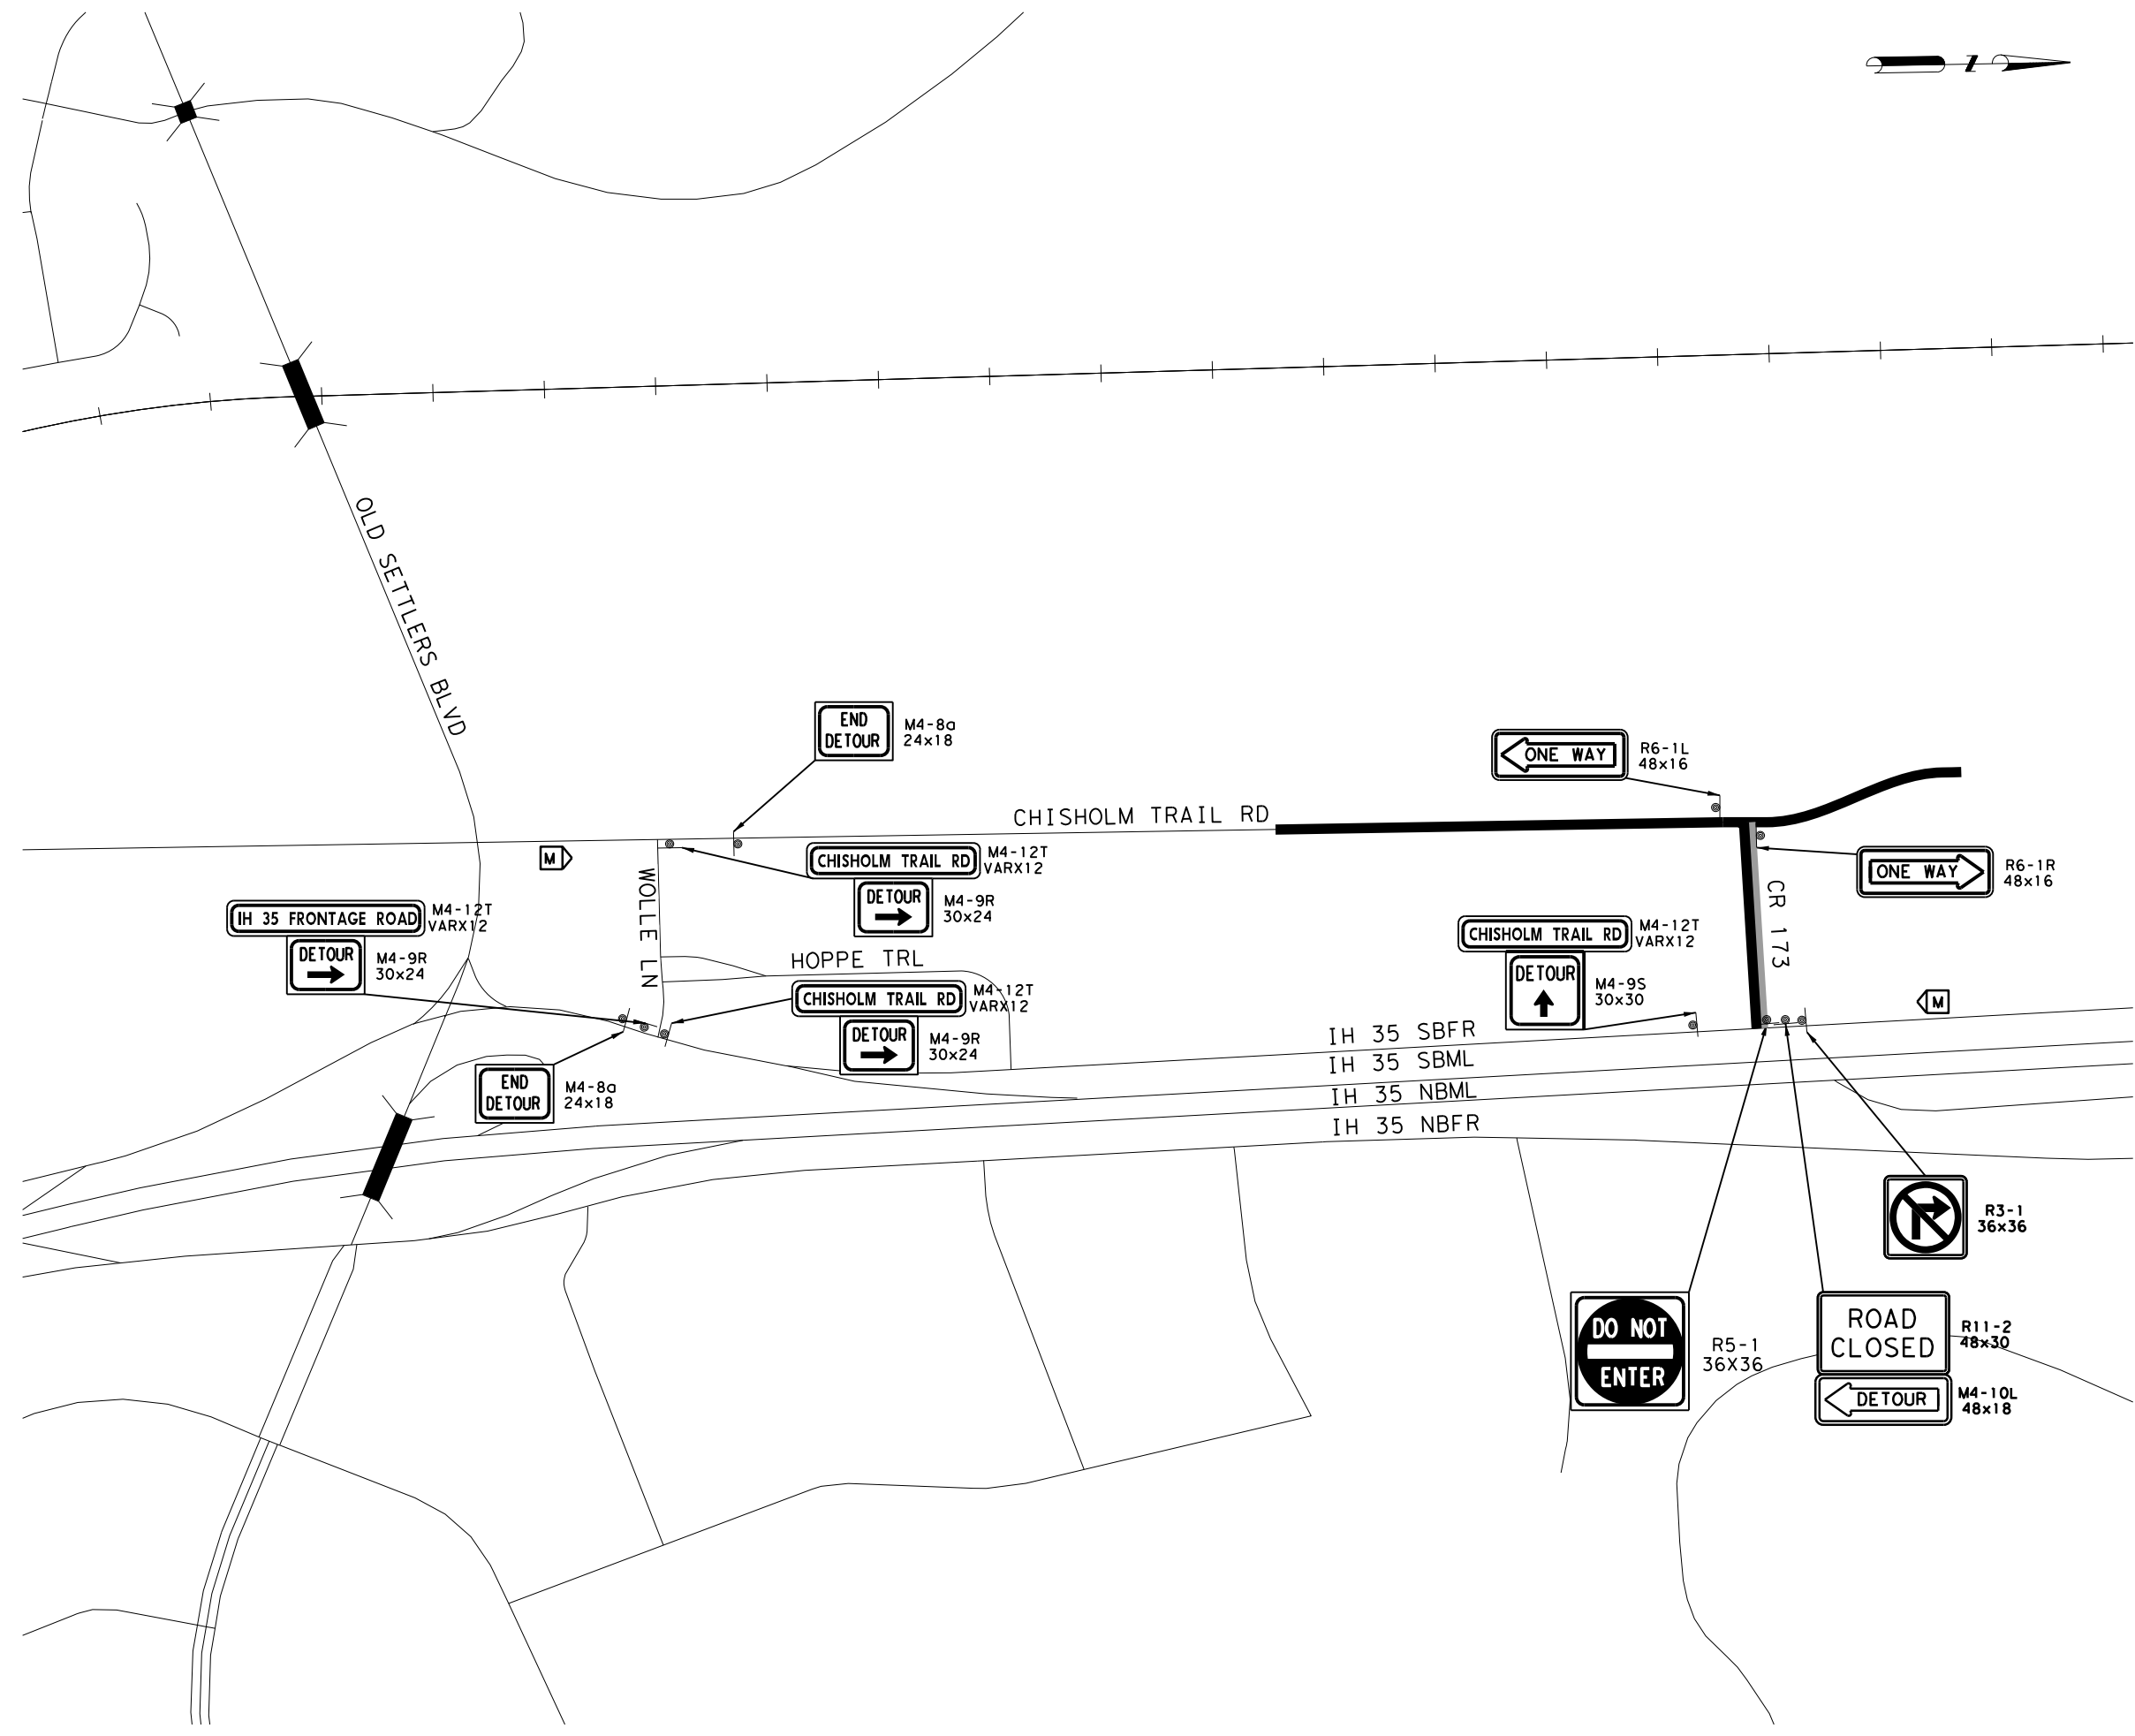 N
OLD SETTLERS BLVD
END
DETOUR
M4-8a
24x18
ONE WAY
R6-1L
48x16
CHISHOLM TRAIL RD
M
CHISHOLM TRAIL RD
M4-12T
VARX12
DETOUR
M4-9R
30x24
WOLLE LN
ONE WAY
R6-1R
48x16
CR 173
IH 35 FRONTAGE ROAD
M4-12T
VARX12
DETOUR
M4-9R
30x24
CHISHOLM TRAIL RD
M4-12T
VARX12
DETOUR
M4-9S
30x30
HOPPE TRL
CHISHOLM TRAIL RD
M4-12T
VARX12
DETOUR
M4-9R
30x24
M
IH 35 SBFR
IH 35 SBML
IH 35 NBML
IH 35 NBFR
END
DETOUR
M4-8a
24x18
R3-1
36x36
DO NOT
ENTER
R5-1
36X36
ROAD
CLOSED
R11-2
48x30
DETOUR
M4-10L
48x18